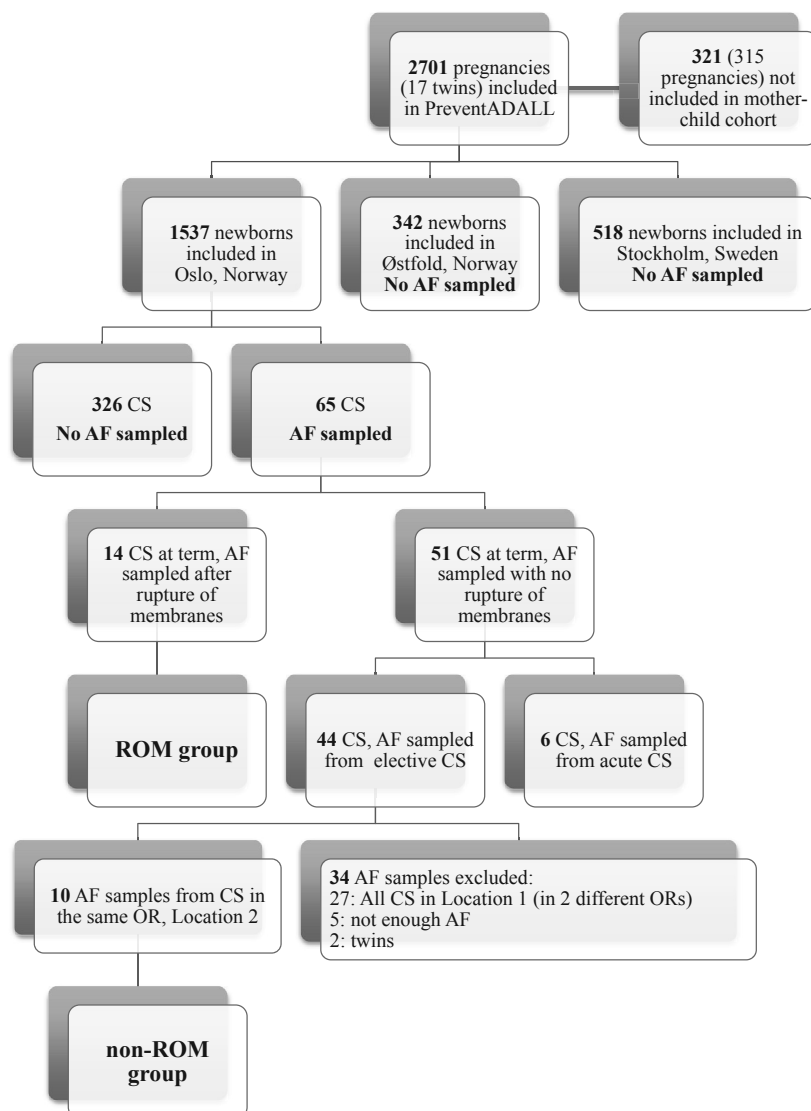 2701 pregnancies
(17 twins) included
in PreventADALL
321 (315
pregnancies) not
included in mother-
child cohort
1537 newborns
included in
Oslo, Norway
342 newborns
included in
Østfold, Norway
No AF sampled
518 newborns included in
Stockholm, Sweden
No AF sampled
326 CS
No AF sampled
65 CS
AF sampled
14 CS at term, AF
sampled after
rupture of
membranes
51 CS at term, AF
sampled with no
rupture of
membranes
ROM group
44 CS, AF sampled
from elective CS
6 CS, AF sampled
from acute CS
10 AF samples from CS in
the same OR, Location 2
34 AF samples excluded:
27: All CS in Location 1 (in 2 different ORs)
5: not enough AF
2: twins
non-ROM
group